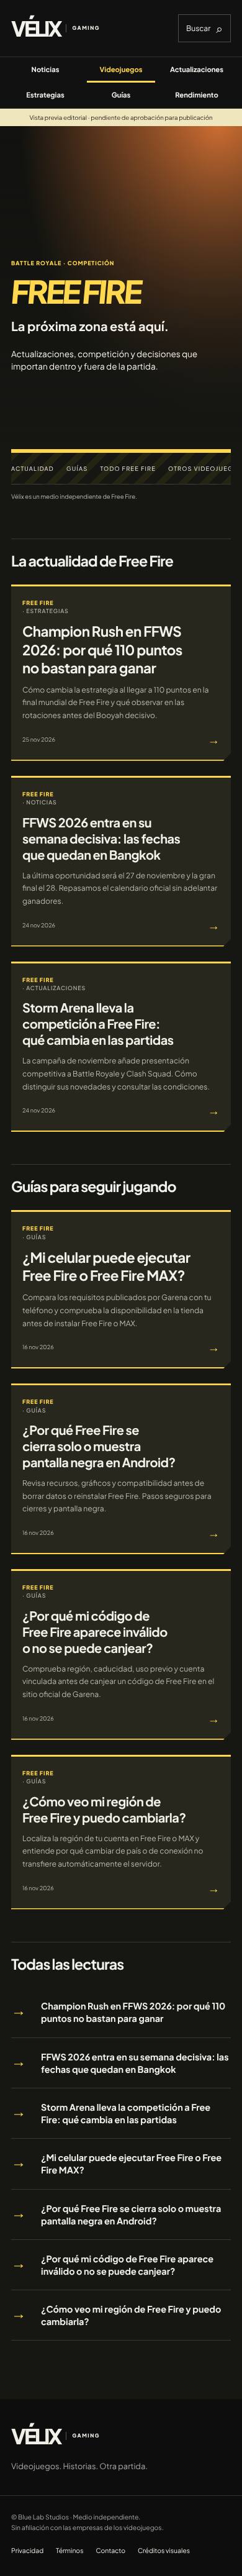 VÉLIX GAMING
Buscar
Noticias Videojuegos Actualizaciones
Estrategias Guías Rendimiento
Vista previa editorial · pendiente de aprobación para publicación
BATTLE ROYALE · COMPETICIÓN
FREE FIRE
La próxima zona está aquí.
Actualizaciones, competición y decisiones que
importan dentro y fuera de la partida.
ACTUALIDAD GUÍAS TODO FREE FIRE OTROS VIDEOJUEG
Vélix es un medio independiente de Free Fire.
La actualidad de Free Fire
FREE FIRE
· ESTRATEGIAS
Champion Rush en FFWS
2026: por qué 110 puntos
no bastan para ganar
Cómo cambia la estrategia al llegar a 110 puntos en la
final mundial de Free Fire y qué observar en las
rotaciones antes del Booyah decisivo.
25 nov 2026 →
FREE FIRE
· NOTICIAS
FFWS 2026 entra en su
semana decisiva: las fechas
que quedan en Bangkok
La última oportunidad será el 27 de noviembre y la gran
final el 28. Repasamos el calendario oficial sin adelantar
ganadores.
24 nov 2026 →
FREE FIRE
· ACTUALIZACIONES
Storm Arena lleva la
competición a Free Fire:
qué cambia en las partidas
La campaña de noviembre añade presentación
competitiva a Battle Royale y Clash Squad. Cómo
distinguir sus novedades y consultar las condiciones.
24 nov 2026 →
Guías para seguir jugando
FREE FIRE
· GUÍAS
¿Mi celular puede ejecutar
Free Fire o Free Fire MAX?
Compara los requisitos publicados por Garena con tu
teléfono y comprueba la disponibilidad en la tienda
antes de instalar Free Fire o MAX.
16 nov 2026 →
FREE FIRE
· GUÍAS
¿Por qué Free Fire se
cierra solo o muestra
pantalla negra en Android?
Revisa recursos, gráficos y compatibilidad antes de
borrar datos o reinstalar Free Fire. Pasos seguros para
cierres y pantalla negra.
16 nov 2026 →
FREE FIRE
· GUÍAS
¿Por qué mi código de
Free Fire aparece inválido
o no se puede canjear?
Comprueba región, caducidad, uso previo y cuenta
vinculada antes de canjear un código de Free Fire en el
sitio oficial de Garena.
16 nov 2026 →
FREE FIRE
· GUÍAS
¿Cómo veo mi región de
Free Fire y puedo cambiarla?
Localiza la región de tu cuenta en Free Fire o MAX y
entiende por qué cambiar de país o de conexión no
transfiere automáticamente el servidor.
16 nov 2026 →
Todas las lecturas
→ Champion Rush en FFWS 2026: por qué 110
puntos no bastan para ganar
→ FFWS 2026 entra en su semana decisiva: las
fechas que quedan en Bangkok
→ Storm Arena lleva la competición a Free
Fire: qué cambia en las partidas
→ ¿Mi celular puede ejecutar Free Fire o Free
Fire MAX?
→ ¿Por qué Free Fire se cierra solo o muestra
pantalla negra en Android?
→ ¿Por qué mi código de Free Fire aparece
inválido o no se puede canjear?
→ ¿Cómo veo mi región de Free Fire y puedo
cambiarla?
VÉLIX GAMING
Videojuegos. Historias. Otra partida.
© Blue Lab Studios · Medio independiente.
Sin afiliación con las empresas de los videojuegos.
Privacidad Términos Contacto Créditos visuales